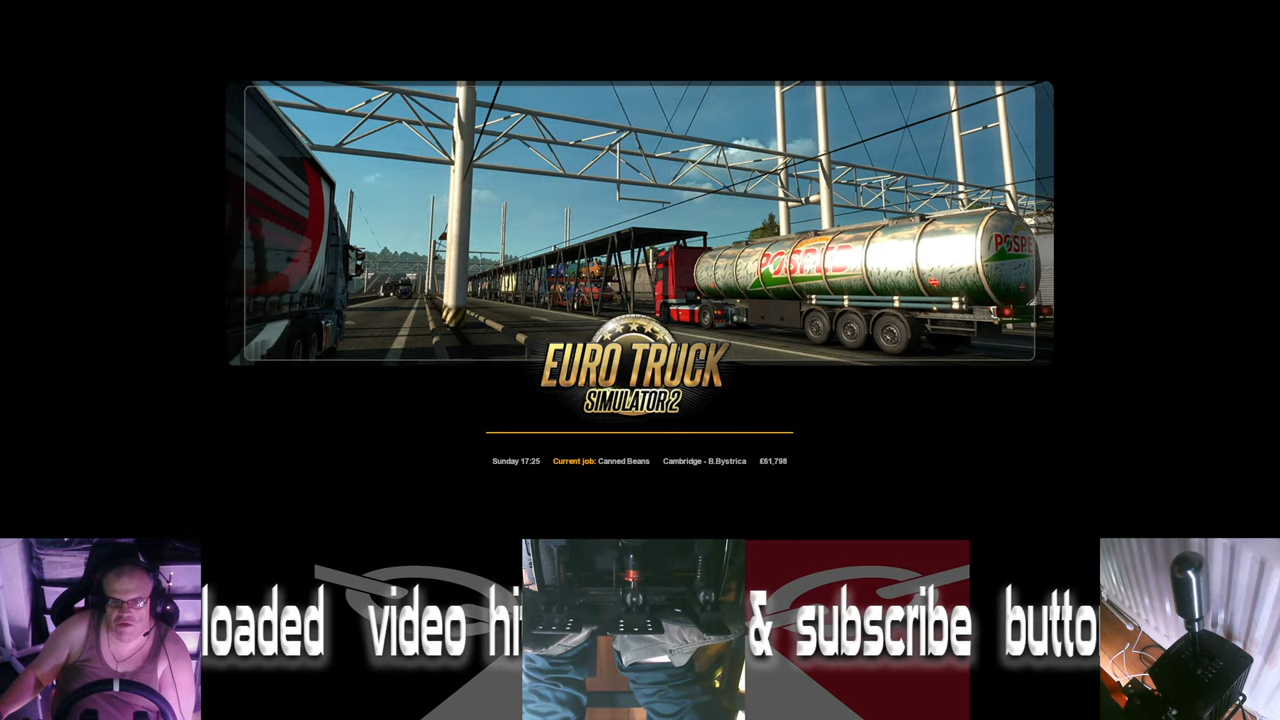 POSPED
POSPE
EURO TRUCK
SIMULATOR 2
Sunday 17:25 Current job: Canned Beans Cambridge - B.Bystrica £61,798
loaded video hi & subscribe butto